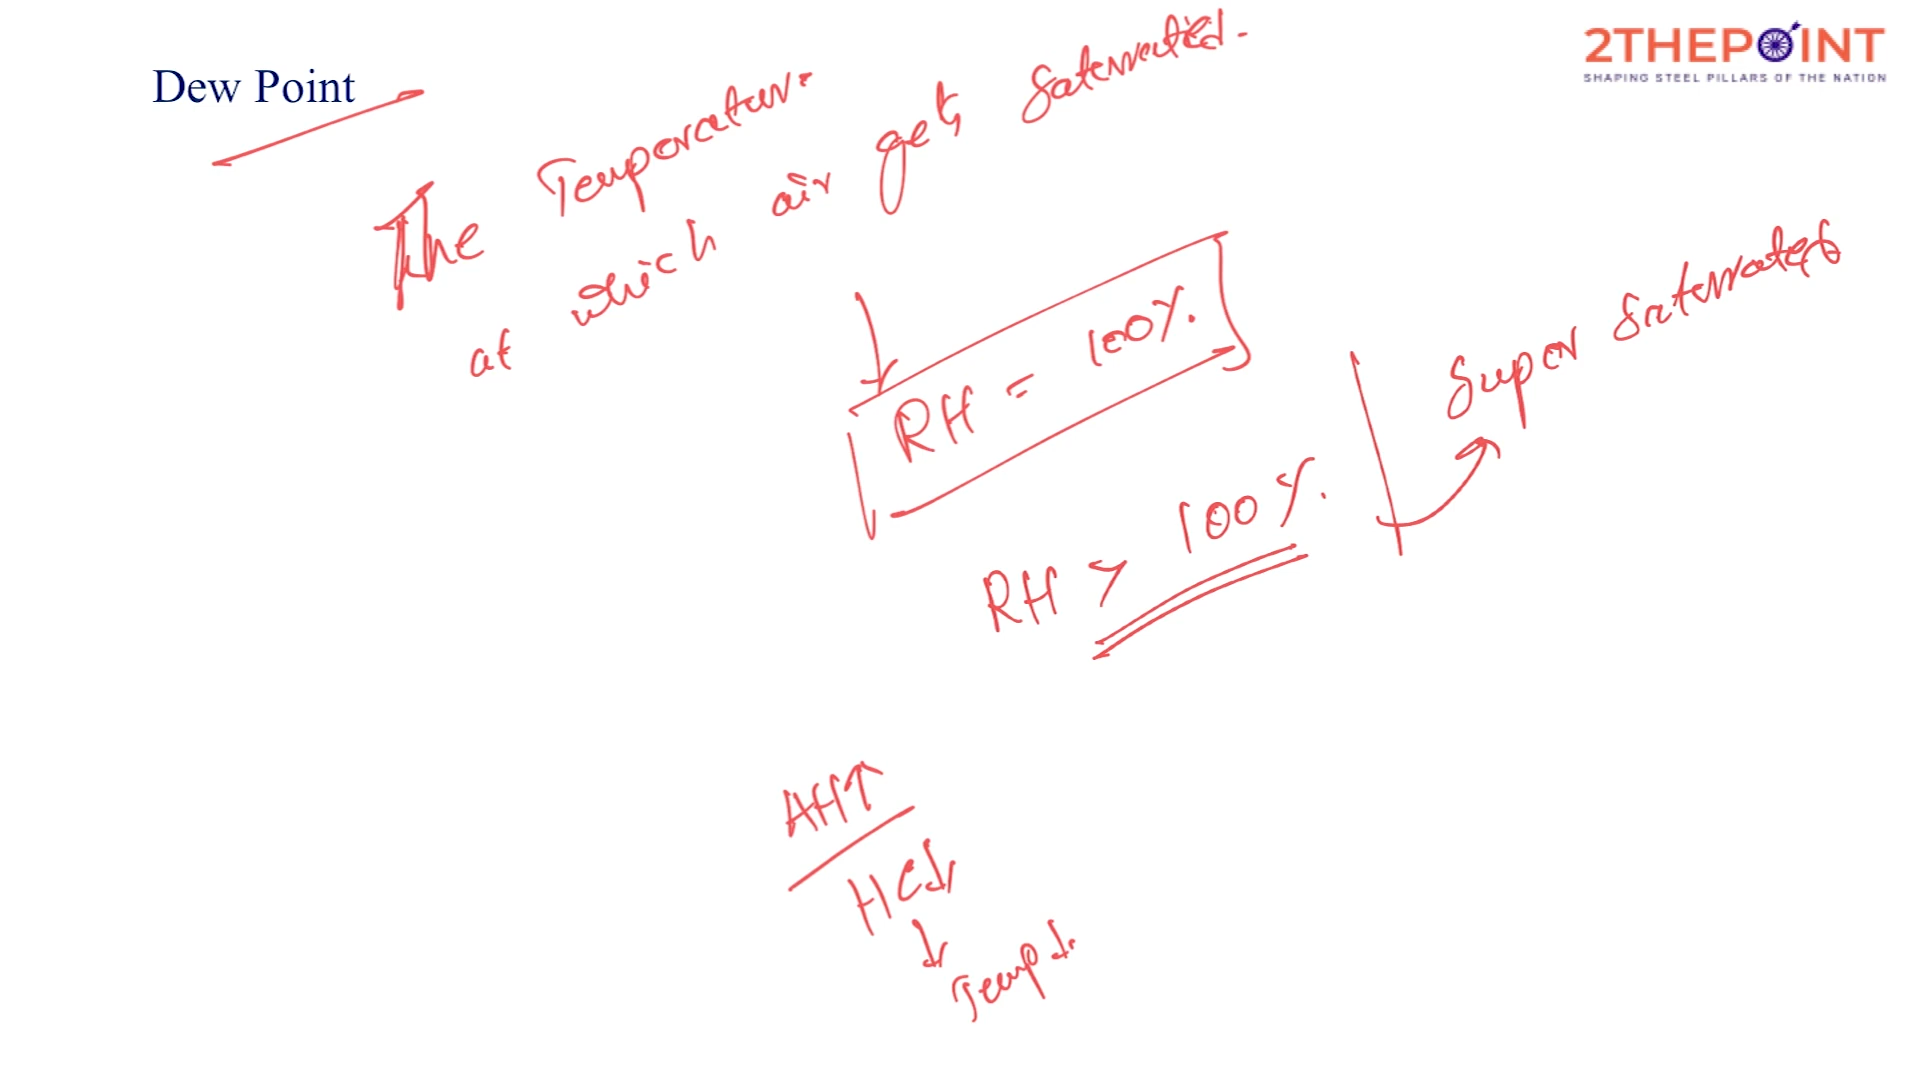 Dew Point
2THEPOINT
SHAPING STEEL PILLARS OF THE NATION
The Temperature
at which air gets saturated.
RH = 100%.
RH > 100%.
Super Saturated
AH↑
HC↓
↓
Temp↓